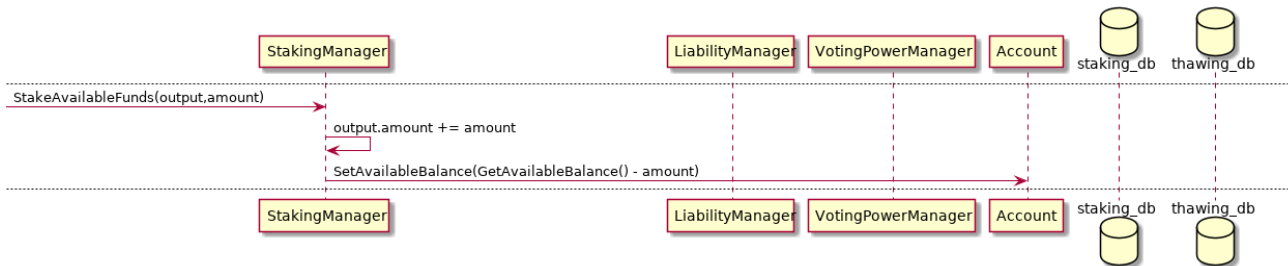 StakingManager
LiabilityManager
VotingPowerManager
Account
staking_db
thawing_db
StakeAvailableFunds(output,amount)
output.amount += amount
SetAvailableBalance(GetAvailableBalance() - amount)
StakingManager
LiabilityManager
VotingPowerManager
Account
staking_db
thawing_db